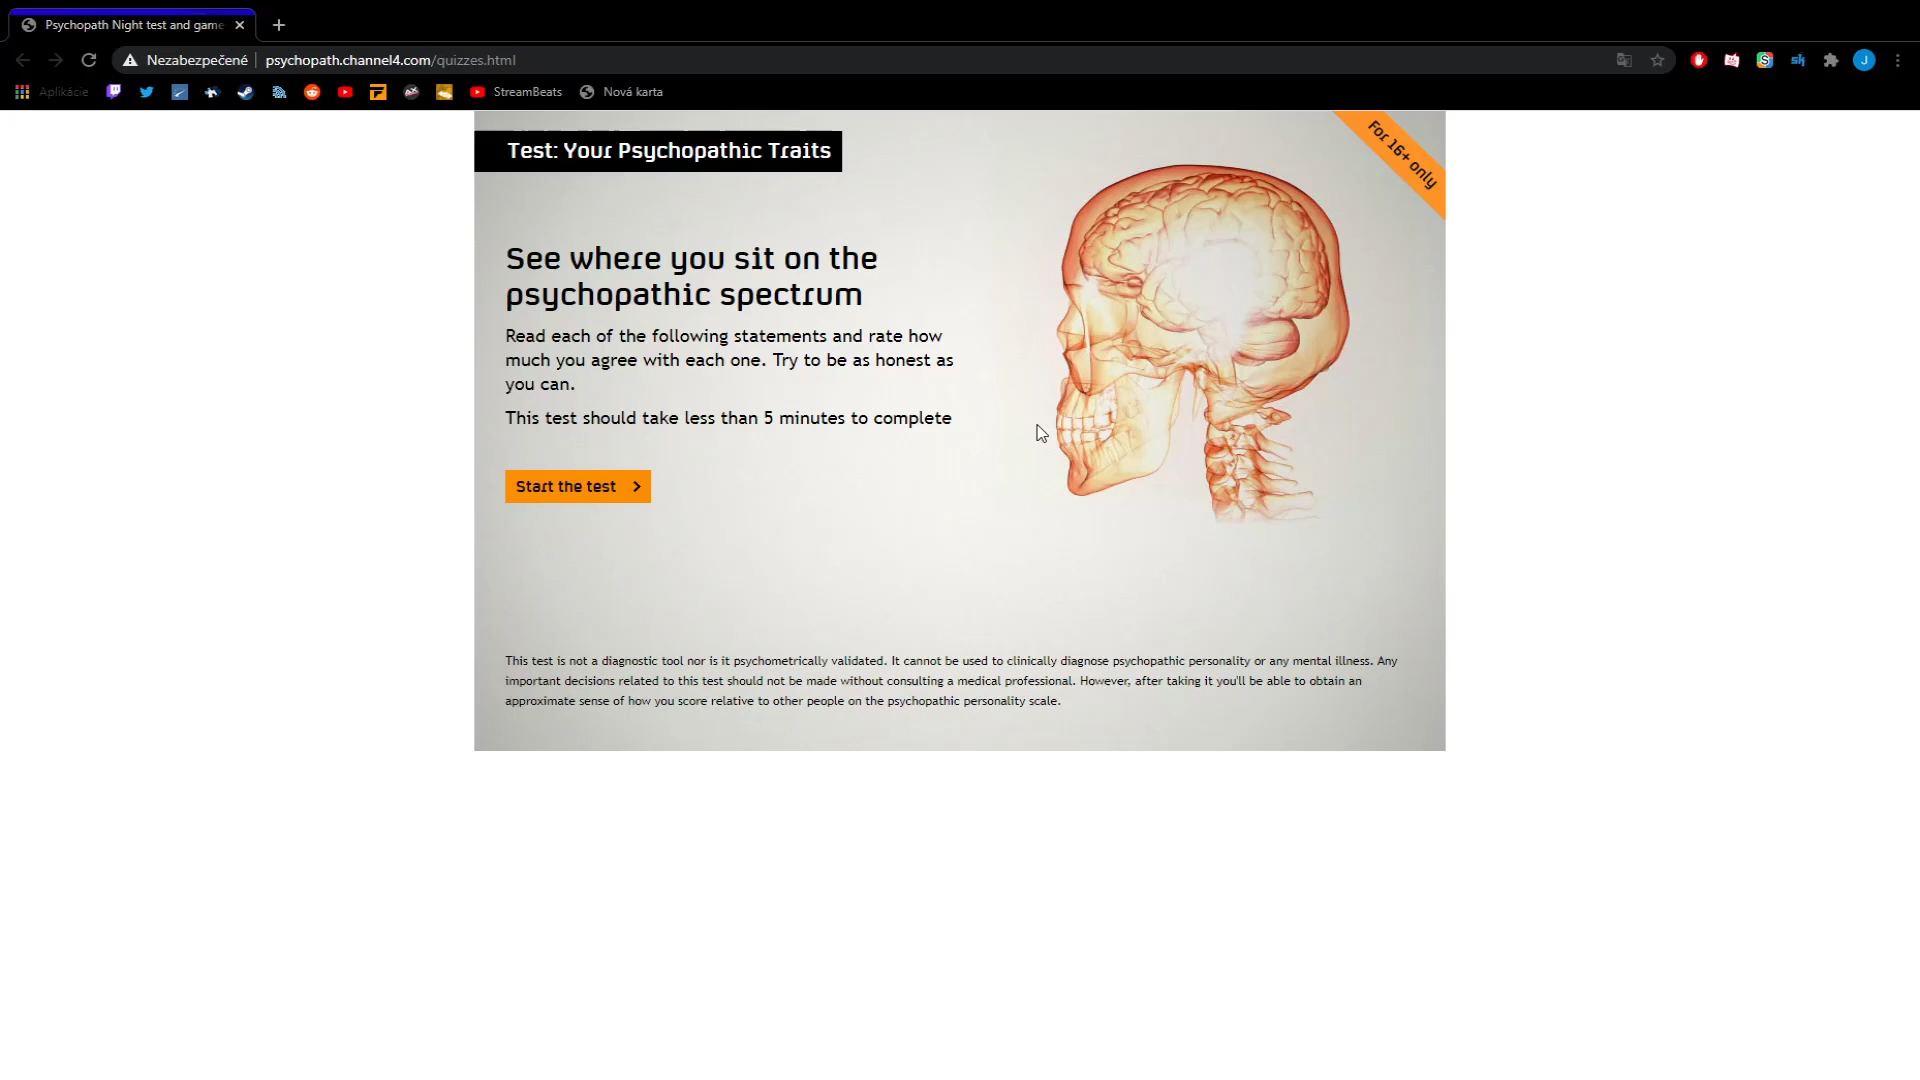 Psychopath Night test and game
Nezabezpečené
psychopath.channel4.com/quizzes.html
J
Aplikácie
StreamBeats
Nová karta
Test: Your Psychopathic Traits
For 16+ only
See where you sit on the
psychopathic spectrum
Read each of the following statements and rate how
much you agree with each one. Try to be as honest as
you can.
This test should take less than 5 minutes to complete
Start the test
This test is not a diagnostic tool nor is it psychometrically validated. It cannot be used to clinically diagnose psychopathic personality or any mental illness. Any
important decisions related to this test should not be made without consulting a medical professional. However, after taking it you'll be able to obtain an
approximate sense of how you score relative to other people on the psychopathic personality scale.